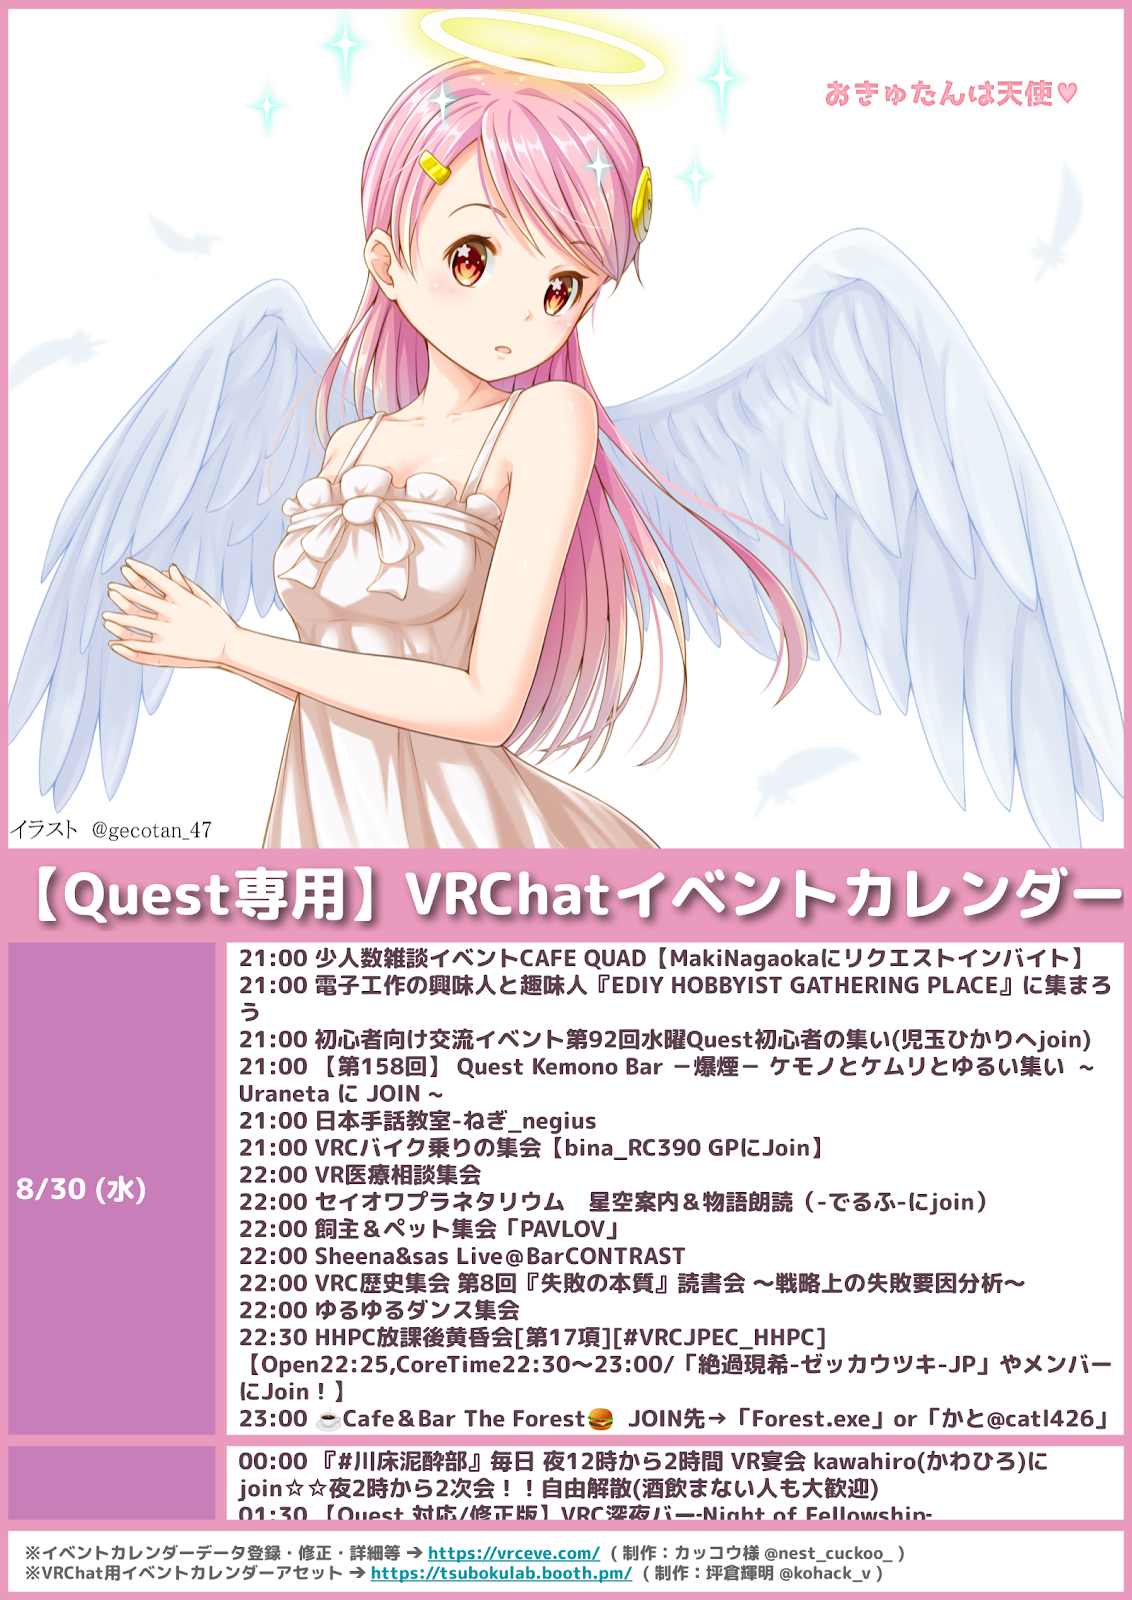 おきゅたんは天使♥
イラスト @gecotan_47
【Quest専用】VRChatイベントカレンダー
8/30 (水)
21:00 少人数雑談イベントCAFE QUAD【MakiNagaokaにリクエストインバイト】
21:00 電子工作の興味人と趣味人『EDIY HOBBYIST GATHERING PLACE』に集まろ
う
21:00 初心者向け交流イベント第92回水曜Quest初心者の集い(児玉ひかりへjoin)
21:00 【第158回】 Quest Kemono Bar －爆煙－ ケモノとケムリとゆるい集い ～
Uraneta に JOIN ~
21:00 日本手話教室-ねぎ_negius
21:00 VRCバイク乗りの集会【bina_RC390 GPにJoin】
22:00 VR医療相談集会
22:00 セイオワプラネタリウム　星空案内＆物語朗読（-でるふ-にjoin）
22:00 飼主＆ペット集会「PAVLOV」
22:00 Sheena&sas Live@BarCONTRAST
22:00 VRC歴史集会 第8回『失敗の本質』読書会 〜戦略上の失敗要因分析〜
22:00 ゆるゆるダンス集会
22:30 HHPC放課後黄昏会[第17項][#VRCJPEC_HHPC]
【Open22:25,CoreTime22:30〜23:00/「絶過現希-ゼッカウツキ-JP」やメンバー
にJoin！】
23:00 ☕Cafe＆Bar The Forest🍔 JOIN先→「Forest.exe」or「かと@catl426」
00:00 『#川床泥酔部』毎日 夜12時から2時間 VR宴会 kawahiro(かわひろ)に
join☆☆夜2時から2次会！！自由解散(酒飲まない人も大歓迎)
01:30 【Quest 対応/修正版】VRC深夜バー-Night of Fellowship-
※イベントカレンダーデータ登録・修正・詳細等 ➔ https://vrceve.com/ （制作：カッコウ様 @nest_cuckoo_ ）
※VRChat用イベントカレンダーアセット ➔ https://tsubokulab.booth.pm/ （制作：坪倉輝明 @kohack_v ）